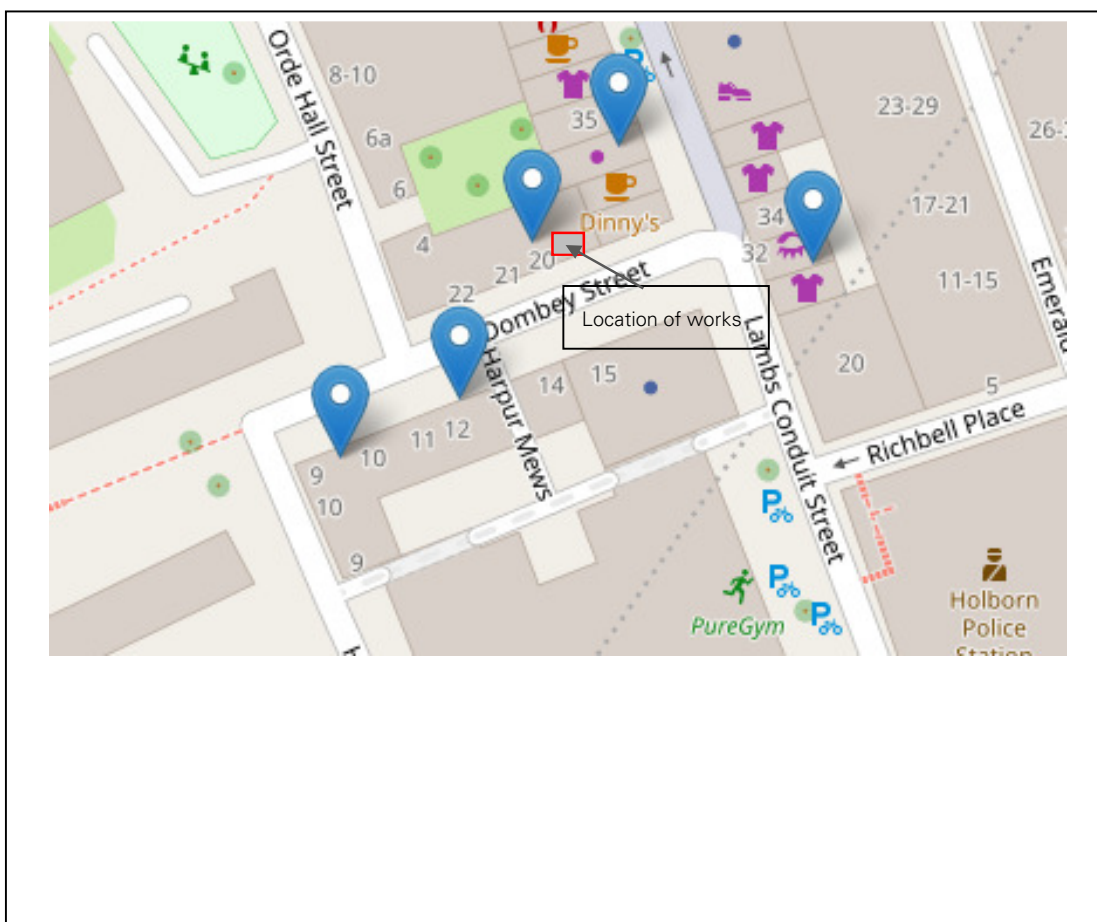 Orde Hall Street
8-10
6a
6
4
35
Dinny's
20
21
22
Dombey Street
Location of works
Harpur Mews
14
15
12
11
10
9
10
9
34
32
23-29
17-21
11-15
20
5
Emerald
Lambs Conduit Street
Richbell Place
P
P
P
PureGym
Holborn
Police
Station